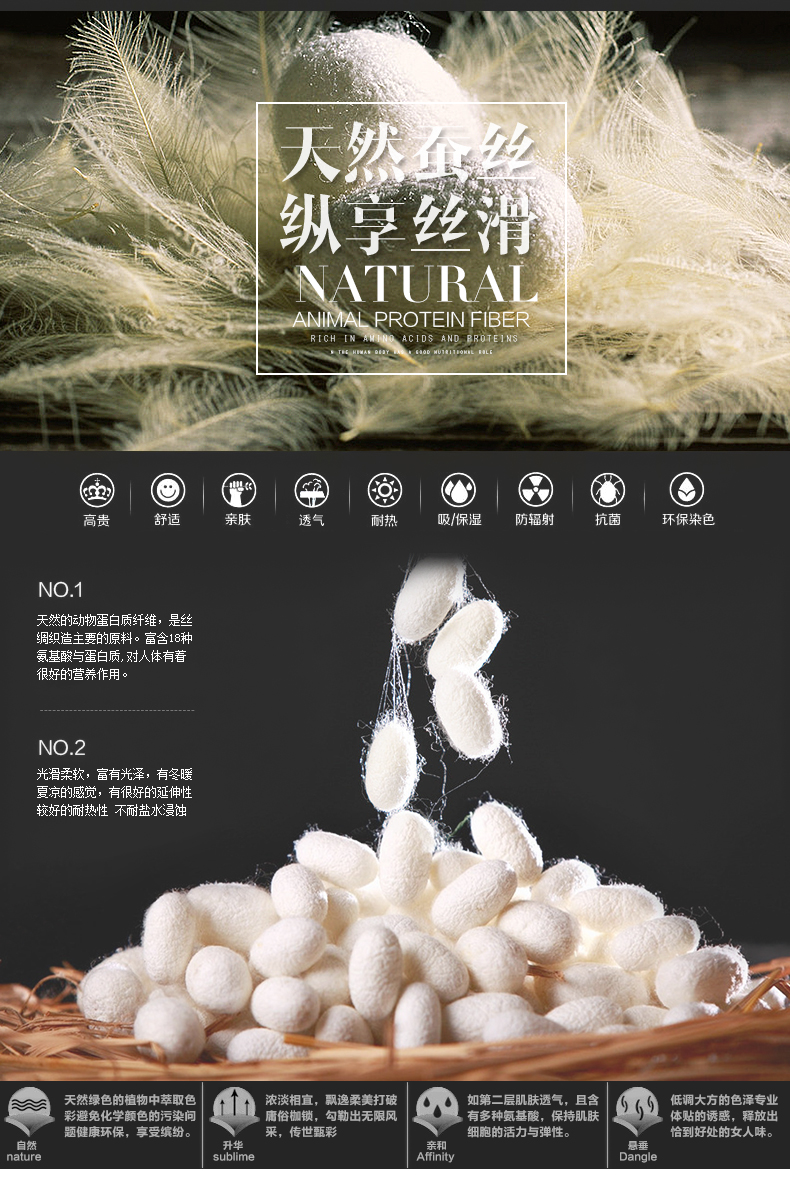 天然蚕丝
纵享丝滑
NATURAL
ANIMAL PROTEIN FIBER
RICH IN AMINO ACIDS AND BROTEINS
N THE HUMAN BODY HAS A GOOD NUTRITUONAL ROLE
高贵
舒适
亲肤
透气
耐热
吸/保湿
防辐射
抗菌
环保染色
NO.1
天然的动物蛋白质纤维，是丝
绸织造主要的原料。富含18种
氨基酸与蛋白质,对人体有着
很好的营养作用。
NO.2
光滑柔软，富有光泽，有冬暖
夏凉的感觉，有很好的延伸性
较好的耐热性 不耐盐水浸蚀
自然
nature
天然绿色的植物中萃取色
彩避免化学颜色的污染问
题健康环保，享受缤纷。
升华
sublime
浓淡相宜，飘逸柔美打破
庸俗枷锁，勾勒出无限风
采，传世甄彩
亲和
Affinity
如第二层肌肤透气，且含
有多种氨基酸，保持肌肤
细胞的活力与弹性。
悬垂
Dangle
低调大方的色泽专业
体贴的诱惑，释放出
恰到好处的女人味。